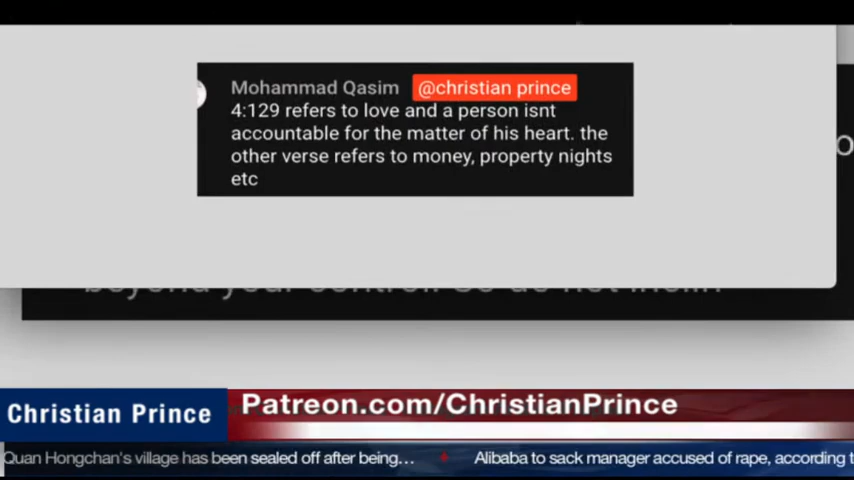 Mohammad Qasim @christian prince
4:129 refers to love and a person isnt
accountable for the matter of his heart. the
other verse refers to money, property nights
etc
Christian Prince
Patreon.com/ChristianPrince
Quan Hongchan's village has been sealed off after being...
Alibaba to sack manager accused of rape, according t